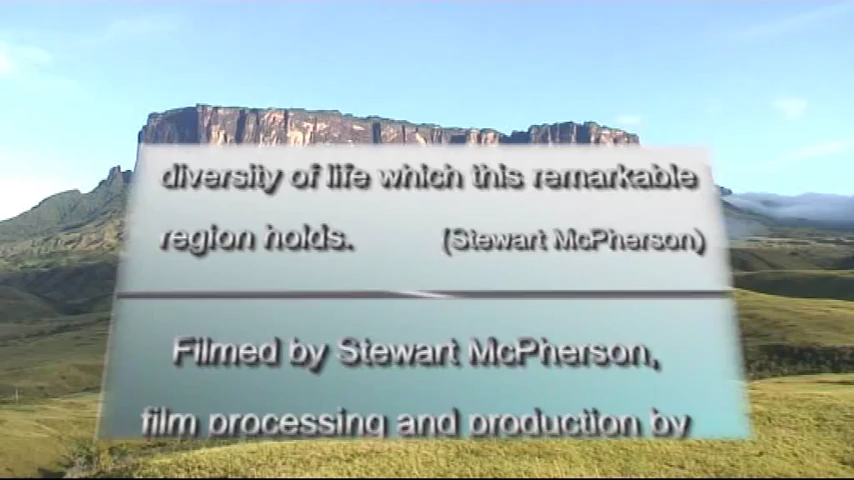 diversity of life which this remarkable
region holds. (Stewart McPherson)
Filmed by Stewart McPherson,
film processing and production by